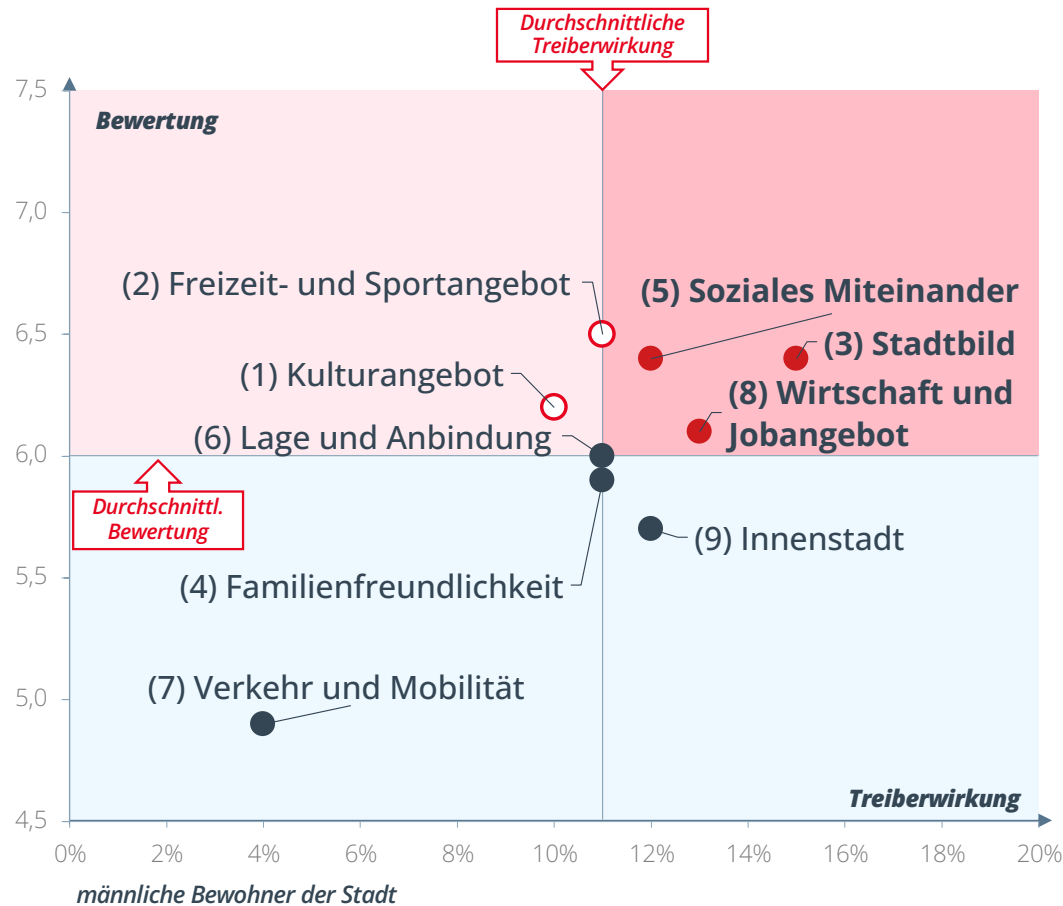 Durchschnittliche
Treiberwirkung
7,5
Bewertung
7,0
(2) Freizeit- und Sportangebot
(5) Soziales Miteinander
6,5
(3) Stadtbild
(1) Kulturangebot
(8) Wirtschaft und
Jobangebot
(6) Lage und Anbindung
6,0
Durchschnittl.
Bewertung
(9) Innenstadt
5,5
(4) Familienfreundlichkeit
5,0
(7) Verkehr und Mobilität
Treiberwirkung
4,5
0% 2% 4% 6% 8% 10% 12% 14% 16% 18% 20%
männliche Bewohner der Stadt